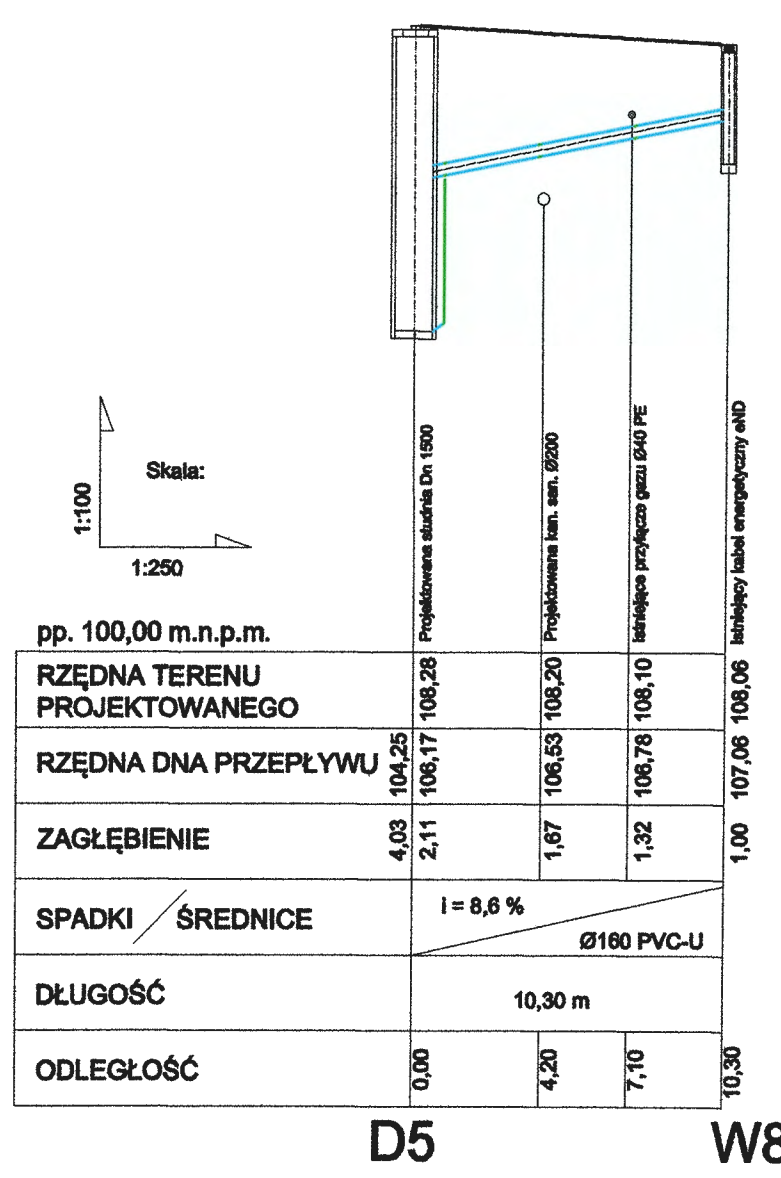 Skala:
1:100
1:250
Projektowana studnia Dn 1500
Projektowana kan. san. Ø200
Istniejące przyłącze gazu Ø40 PE
Istniejący kabel energetyczny eND
pp. 100,00 m.n.p.m.
RZĘDNA TERENU
PROJEKTOWANEGO
108,28
108,20
108,10
108,06
RZĘDNA DNA PRZEPŁYWU
104,25
106,17
106,53
106,78
107,06
ZAGŁĘBIENIE
4,03
2,11
1,67
1,32
1,00
SPADKI / ŚREDNICE
i = 8,6 %
Ø160 PVC-U
DŁUGOŚĆ
10,30 m
ODLEGŁOŚĆ
0,00
4,20
7,10
10,30
D5
W8